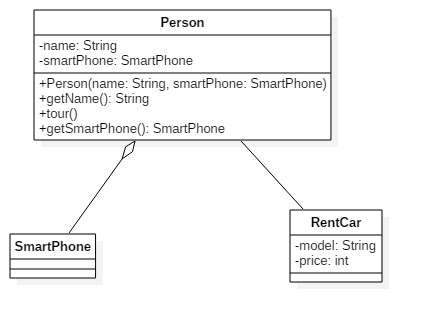 Person
-name: String
-smartPhone: SmartPhone
+Person(name: String, smartPhone: SmartPhone)
+getName(): String
+tour()
+getSmartPhone(): SmartPhone
SmartPhone
RentCar
-model: String
-price: int